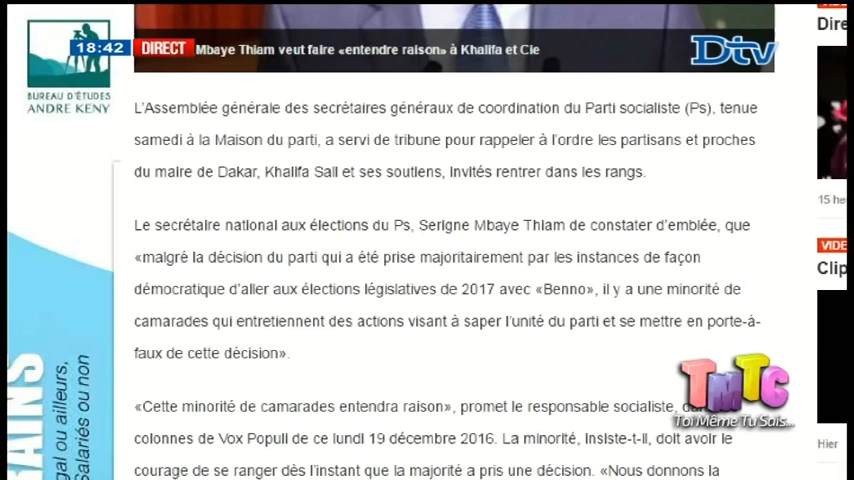 18:42 DIRECT Mbaye Thiam veut faire «entendre raison» à Khalifa et Cie
Dtv
BUREAU D'ÉTUDES
ANDRE KENY
L'Assemblée générale des secrétaires généraux de coordination du Parti socialiste (Ps), tenue
samedi à la Maison du parti, a servi de tribune pour rappeler à l'ordre les partisans et proches
du maire de Dakar, Khalifa Sall et ses soutiens, invités rentrer dans les rangs.
Le secrétaire national aux élections du Ps, Serigne Mbaye Thiam de constater d'emblée, que
«malgré la décision du parti qui a été prise majoritairement par les instances de façon
démocratique d'aller aux élections législatives de 2017 avec «Benno», il y a une minorité de
camarades qui entretiennent des actions visant à saper l'unité du parti et se mettre en porte-à-
faux de cette décision».
«Cette minorité de camarades entendra raison», promet le responsable socialiste,
colonnes de Vox Populi de ce lundi 19 décembre 2016. La minorité, insiste-t-il, doit avoir le
courage de se ranger dès l'instant que la majorité a pris une décision. «Nous donnons la
TMTC
Toi Même Tu Sais...
gal ou ailleurs,
Salariés ou non
Dire
15 he
VIDE
Clip
Hier